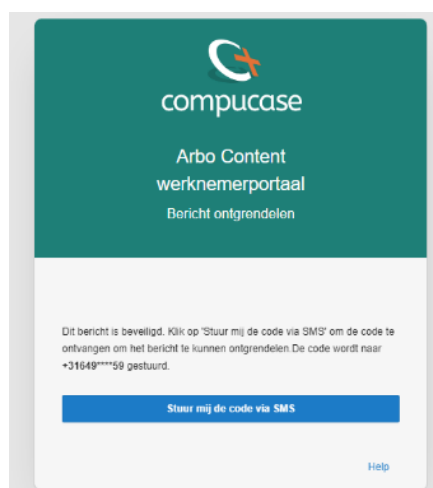 compucase
Arbo Content
werknemerportaal
Bericht ontgrendelen
Dit bericht is beveiligd. Klik op 'Stuur mij de code via SMS' om de code te
ontvangen om het bericht te kunnen ontgrendelen.De code wordt naar
+31649****59 gestuurd.
Stuur mij de code via SMS
Help